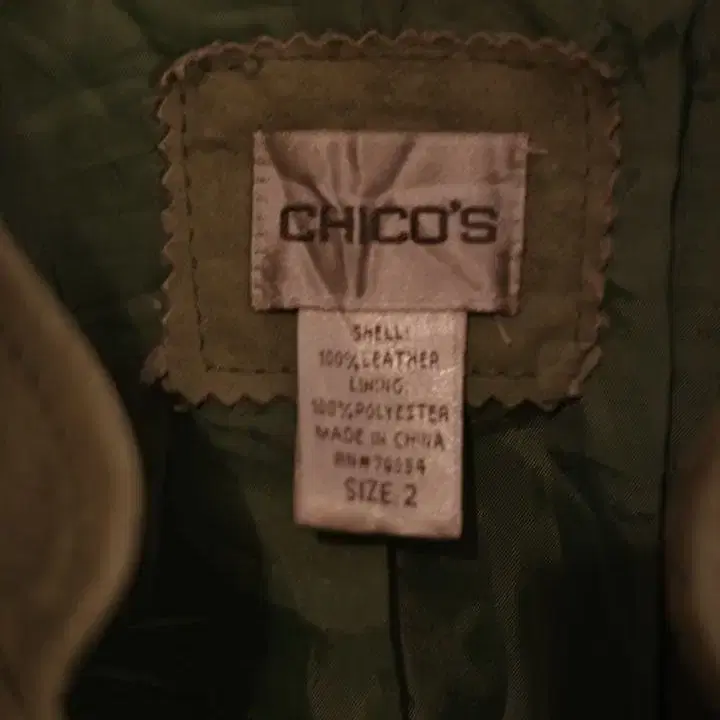 CHICO'S
SHELL:
100% LEATHER
LINING:
100% POLYESTER
MADE IN CHINA
SIZE 2